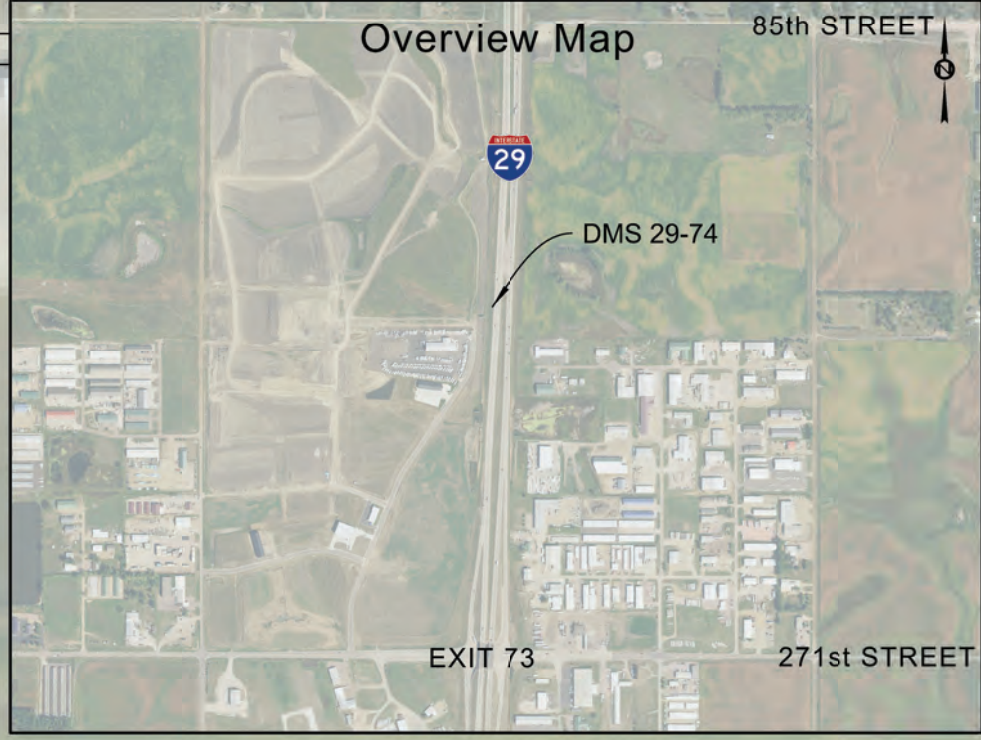 Overview Map
85th STREET
N
INTERSTATE
29
DMS 29-74
EXIT 73
271st STREET